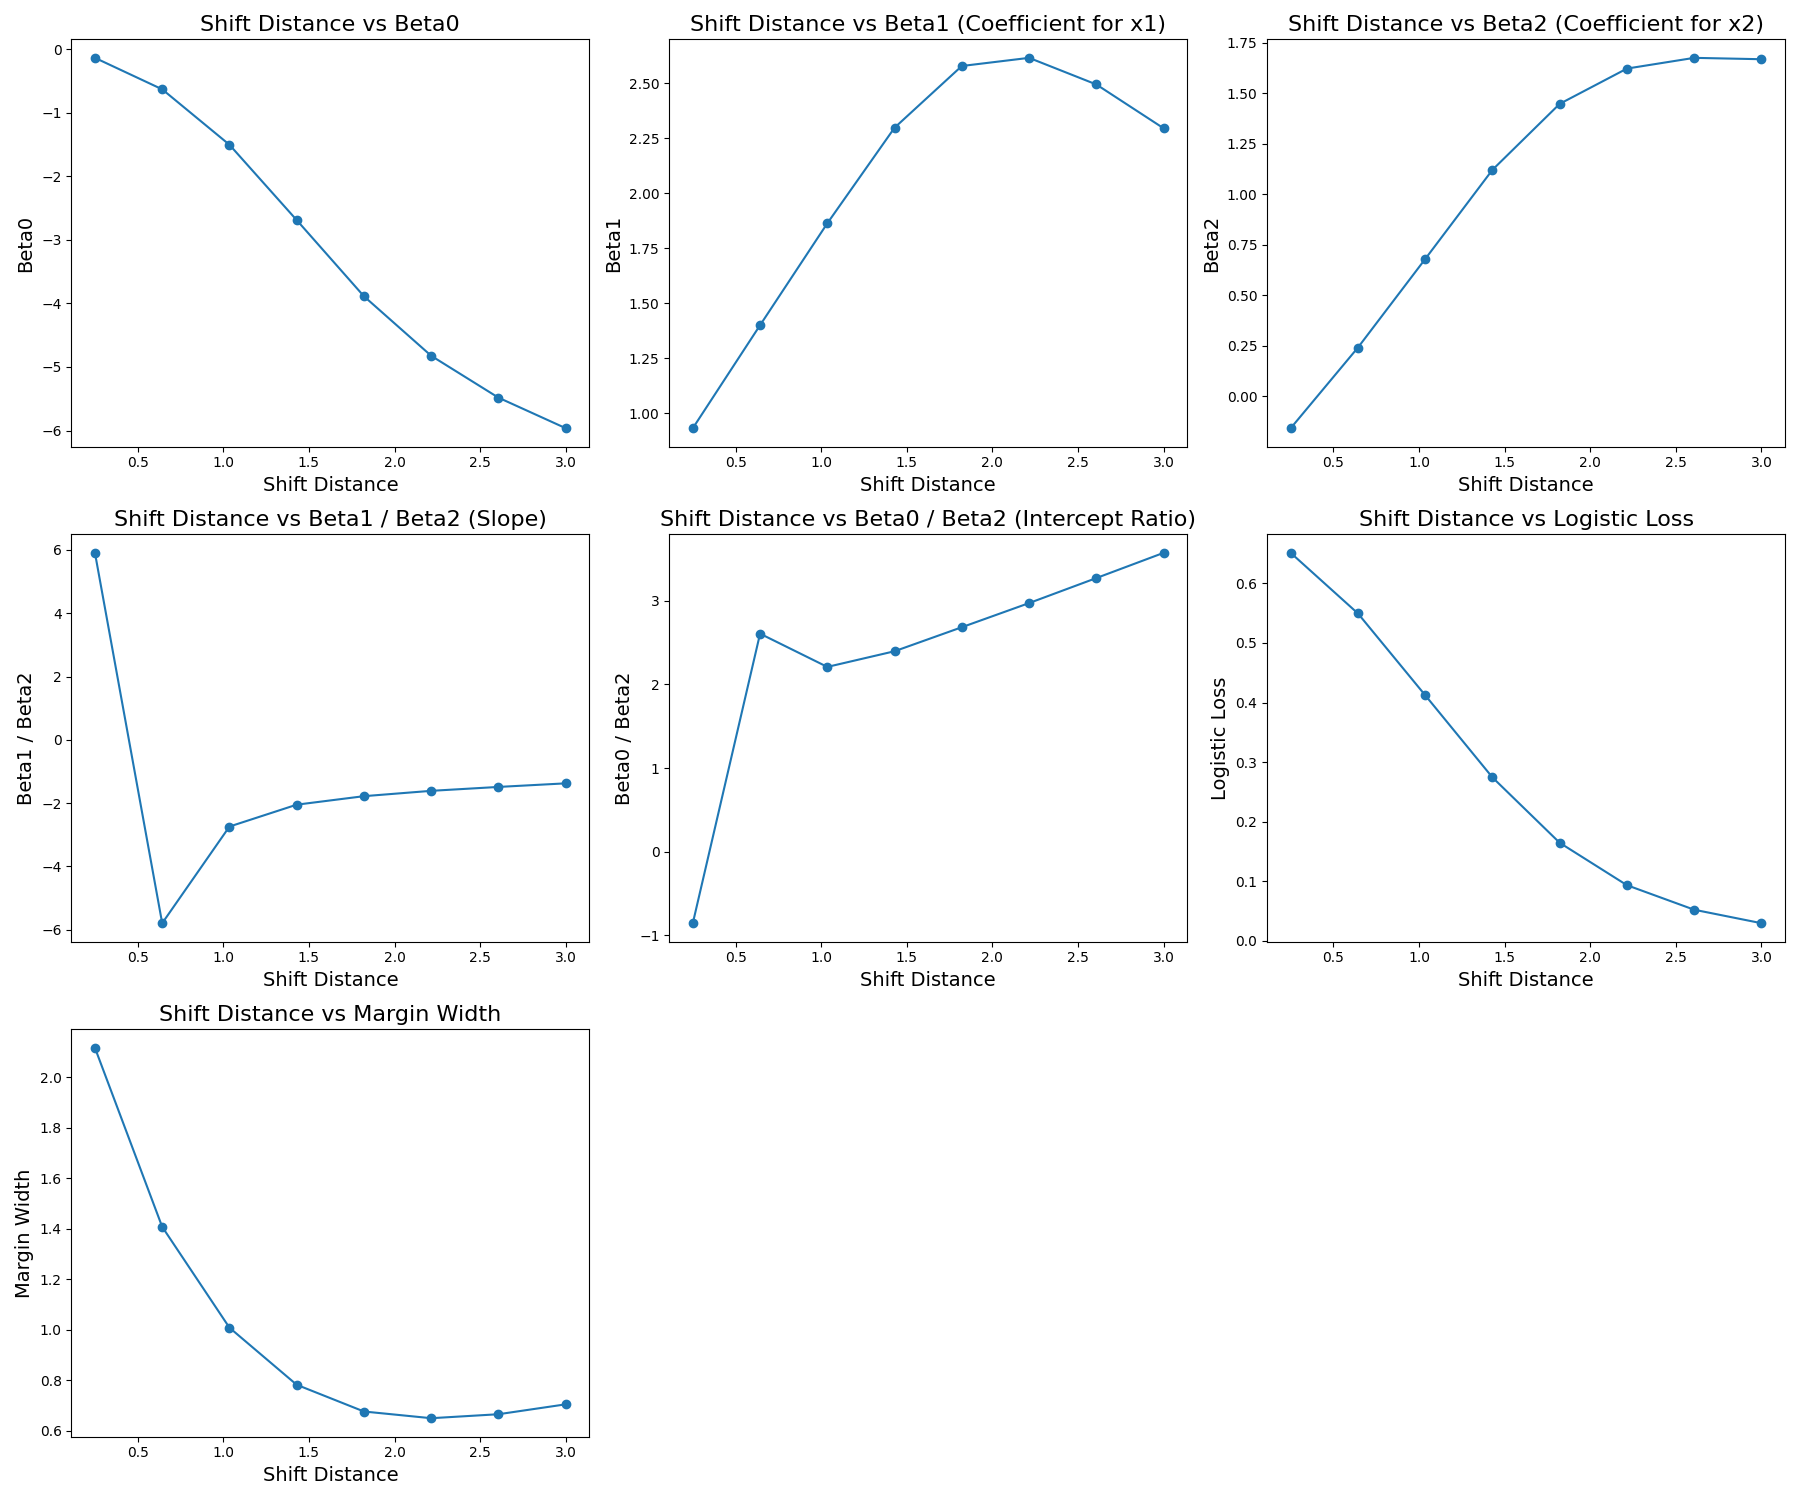 Shift Distance vs Beta0
Beta0
0
−1
−2
−3
−4
−5
−6
0.5 1.0 1.5 2.0 2.5 3.0
Shift Distance
Shift Distance vs Beta1 (Coefficient for x1)
Beta1
2.50
2.25
2.00
1.75
1.50
1.25
1.00
0.5 1.0 1.5 2.0 2.5 3.0
Shift Distance
Shift Distance vs Beta2 (Coefficient for x2)
Beta2
1.75
1.50
1.25
1.00
0.75
0.50
0.25
0.00
0.5 1.0 1.5 2.0 2.5 3.0
Shift Distance
Shift Distance vs Beta1 / Beta2 (Slope)
Beta1 / Beta2
6
4
2
0
−2
−4
−6
0.5 1.0 1.5 2.0 2.5 3.0
Shift Distance
Shift Distance vs Beta0 / Beta2 (Intercept Ratio)
Beta0 / Beta2
3
2
1
0
−1
0.5 1.0 1.5 2.0 2.5 3.0
Shift Distance
Shift Distance vs Logistic Loss
Logistic Loss
0.6
0.5
0.4
0.3
0.2
0.1
0.0
0.5 1.0 1.5 2.0 2.5 3.0
Shift Distance
Shift Distance vs Margin Width
Margin Width
2.0
1.8
1.6
1.4
1.2
1.0
0.8
0.6
0.5 1.0 1.5 2.0 2.5 3.0
Shift Distance